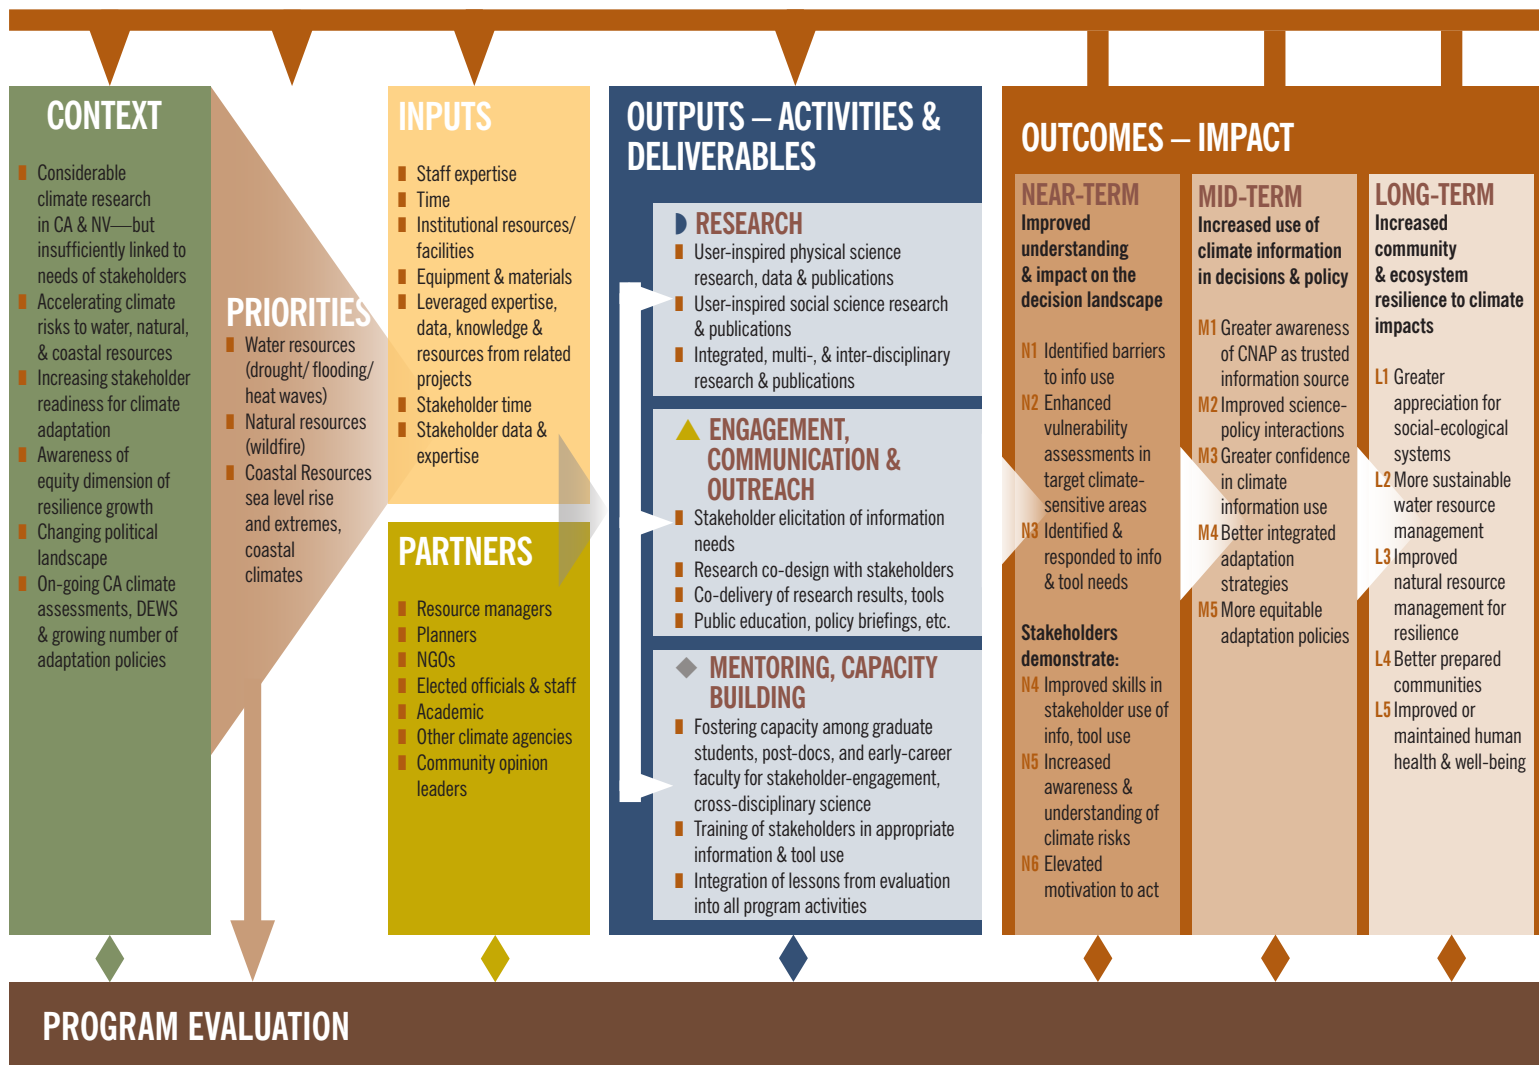 CONTEXT
Considerable
climate research
in CA & NV—but
insufficiently linked to
needs of stakeholders
Accelerating climate
risks to water, natural,
& coastal resources
Increasing stakeholder
readiness for climate
adaptation
Awareness of
equity dimension of
resilience growth
Changing political
landscape
On-going CA climate
assessments, DEWS
& growing number of
adaptation policies
PRIORITIES
Water resources
(drought/ flooding/
heat waves)
Natural resources
(wildfire)
Coastal Resources
sea level rise
and extremes,
coastal
climates
INPUTS
Staff expertise
Time
Institutional resources/
facilities
Equipment & materials
Leveraged expertise,
data, knowledge &
resources from related
projects
Stakeholder time
Stakeholder data &
expertise
PARTNERS
Resource managers
Planners
NGOs
Elected officials & staff
Academic
Other climate agencies
Community opinion
leaders
OUTPUTS – ACTIVITIES &
DELIVERABLES
RESEARCH
User-inspired physical science
research, data & publications
User-inspired social science research
& publications
Integrated, multi-, & inter-disciplinary
research & publications
ENGAGEMENT,
COMMUNICATION &
OUTREACH
Stakeholder elicitation of information
needs
Research co-design with stakeholders
Co-delivery of research results, tools
Public education, policy briefings, etc.
MENTORING, CAPACITY
BUILDING
Fostering capacity among graduate
students, post-docs, and early-career
faculty for stakeholder-engagement,
cross-disciplinary science
Training of stakeholders in appropriate
information & tool use
Integration of lessons from evaluation
into all program activities
OUTCOMES – IMPACT
NEAR-TERM
Improved
understanding
& impact on the
decision landscape
N1 Identified barriers
to info use
N2 Enhanced
vulnerability
assessments in
target climate-
sensitive areas
N3 Identified &
responded to info
& tool needs
Stakeholders
demonstrate:
N4 Improved skills in
stakeholder use of
info, tool use
N5 Increased
awareness &
understanding of
climate risks
N6 Elevated
motivation to act
MID-TERM
Increased use of
climate information
in decisions & policy
M1 Greater awareness
of CNAP as trusted
information source
M2 Improved science-
policy interactions
M3 Greater confidence
in climate
information use
M4 Better integrated
adaptation
strategies
M5 More equitable
adaptation policies
LONG-TERM
Increased
community
& ecosystem
resilience to climate
impacts
L1 Greater
appreciation for
social-ecological
systems
L2 More sustainable
water resource
management
L3 Improved
natural resource
management for
resilience
L4 Better prepared
communities
L5 Improved or
maintained human
health & well-being
PROGRAM EVALUATION